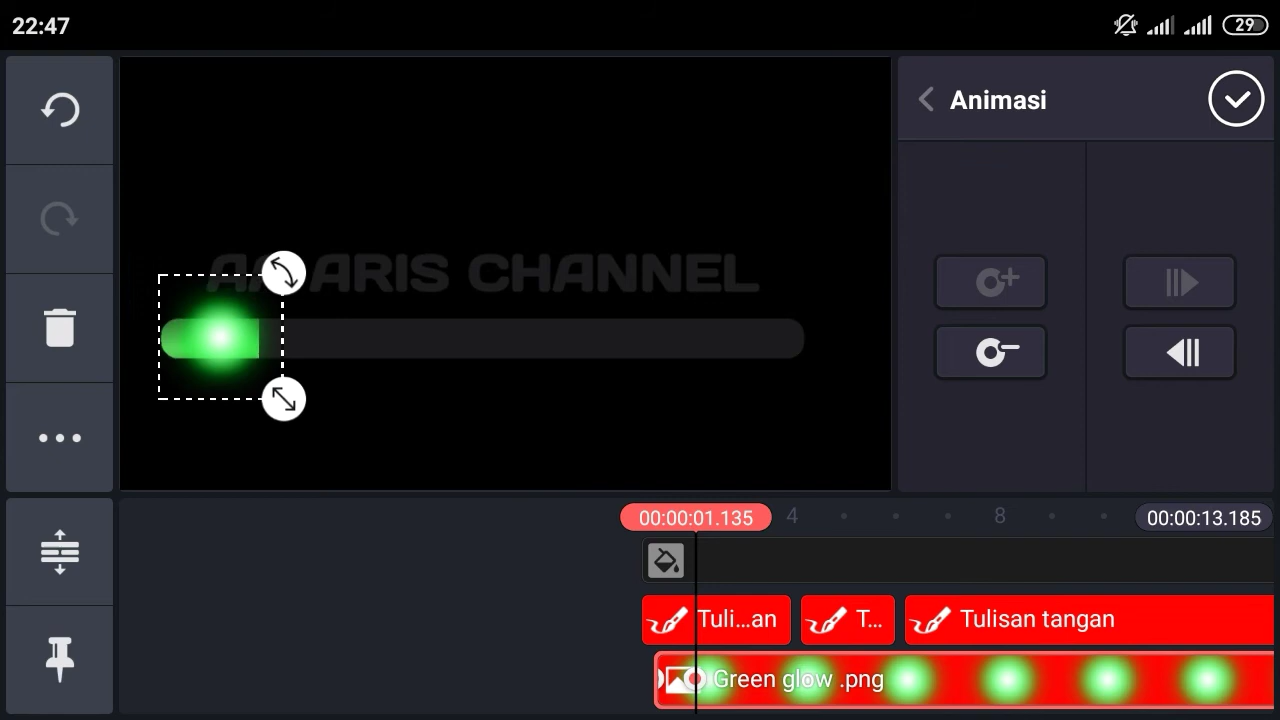 22:47
29
Animasi
ARIS CHANNEL
00:00:01.135
4
8
00:00:13.185
Tuli...an
T...
Tulisan tangan
Green glow .png